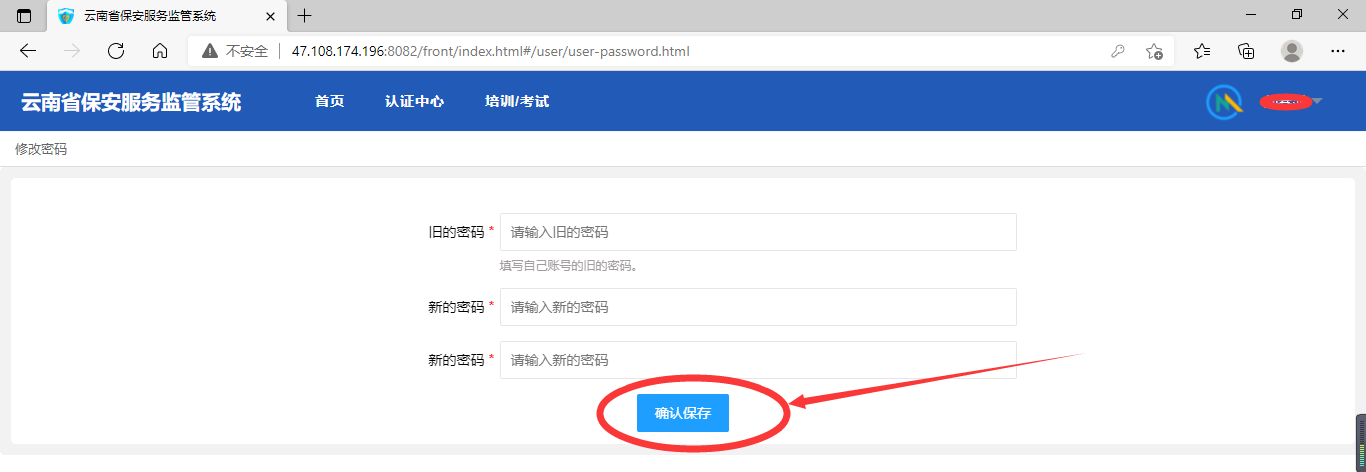 云南省保安服务监管系统
不安全
47.108.174.196:8082/front/index.html#/user/user-password.html
云南省保安服务监管系统 首页 认证中心 培训/考试
修改密码
旧的密码 * 请输入旧的密码
填写自己账号的旧的密码。
新的密码 * 请输入新的密码
新的密码 * 请输入新的密码
确认保存